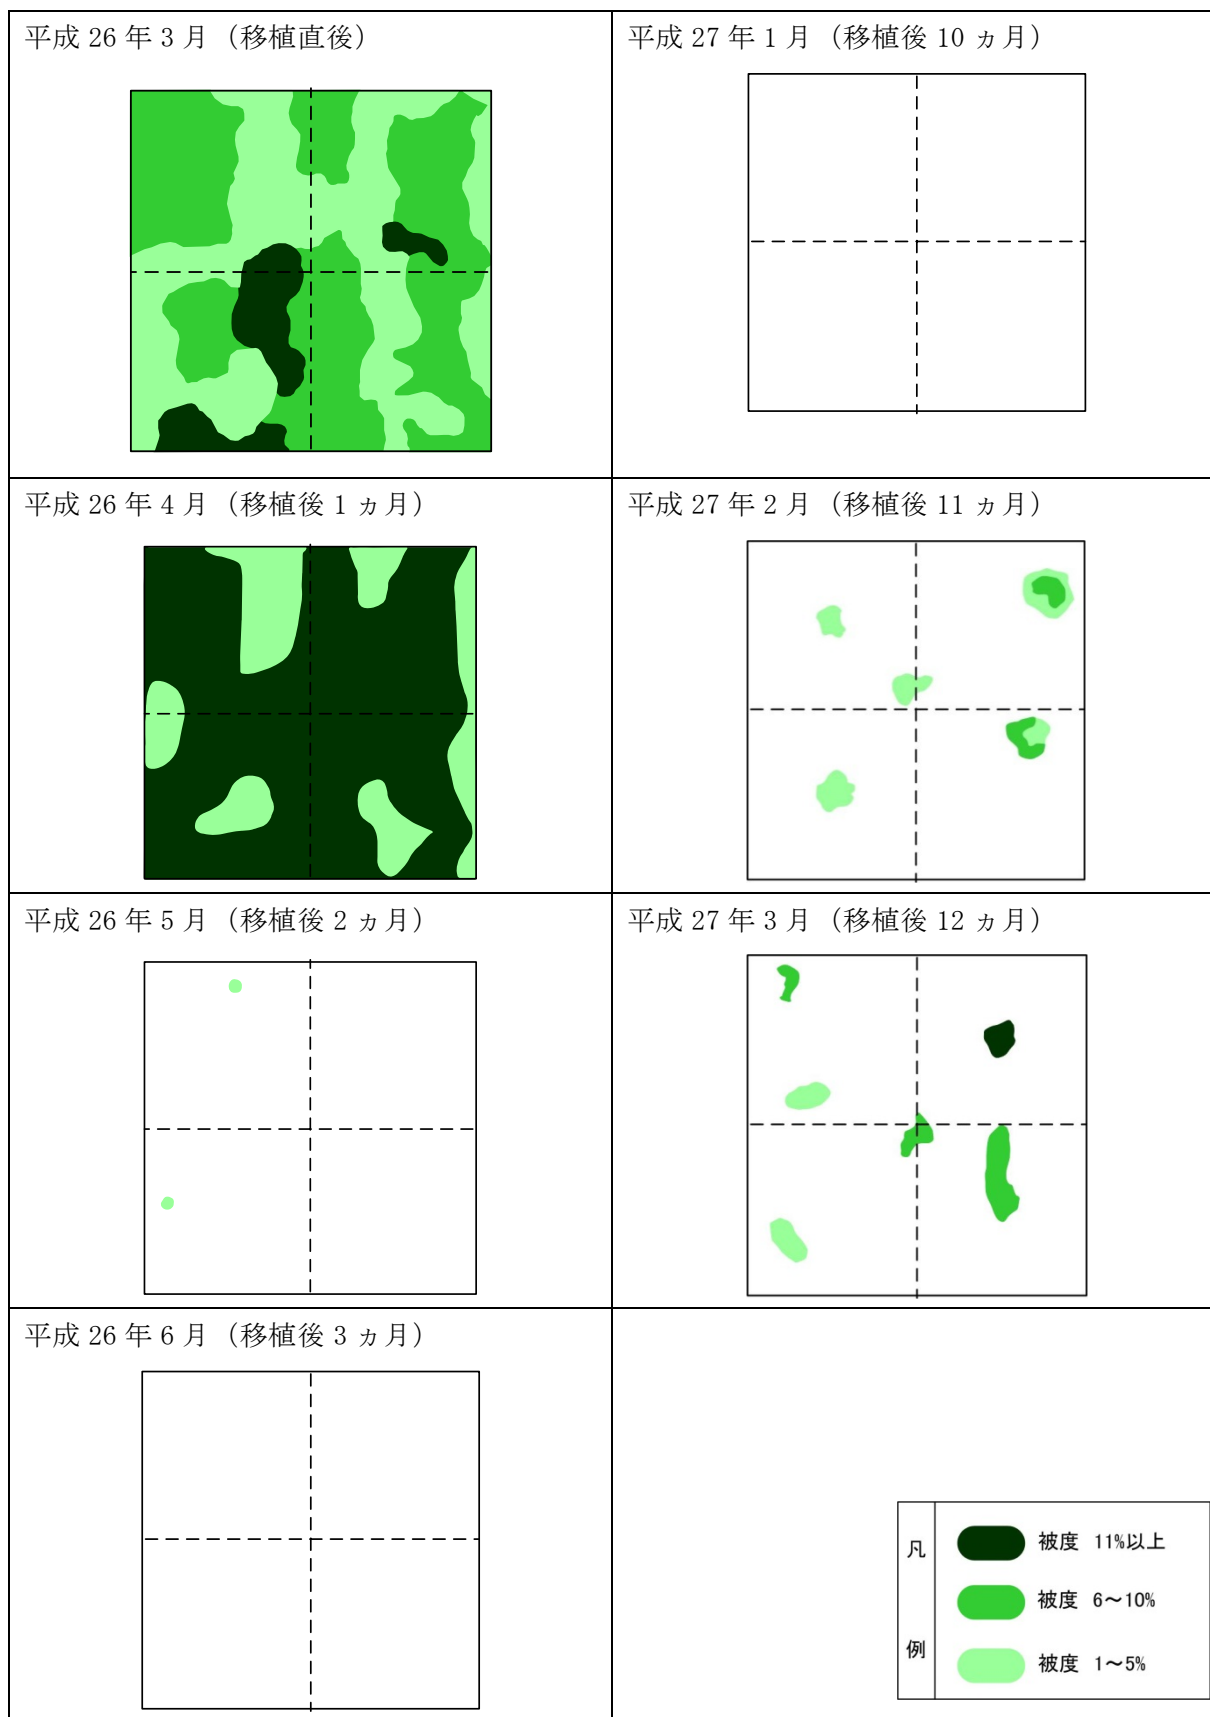 平成 26 年 3 月（移植直後）
平成 27 年 1 月（移植後 10 ヵ月）
平成 26 年 4 月（移植後 1 ヵ月）
平成 27 年 2 月（移植後 11 ヵ月）
平成 26 年 5 月（移植後 2 ヵ月）
平成 27 年 3 月（移植後 12 ヵ月）
平成 26 年 6 月（移植後 3 ヵ月）
凡例
被度 11%以上
被度 6～10%
被度 1～5%